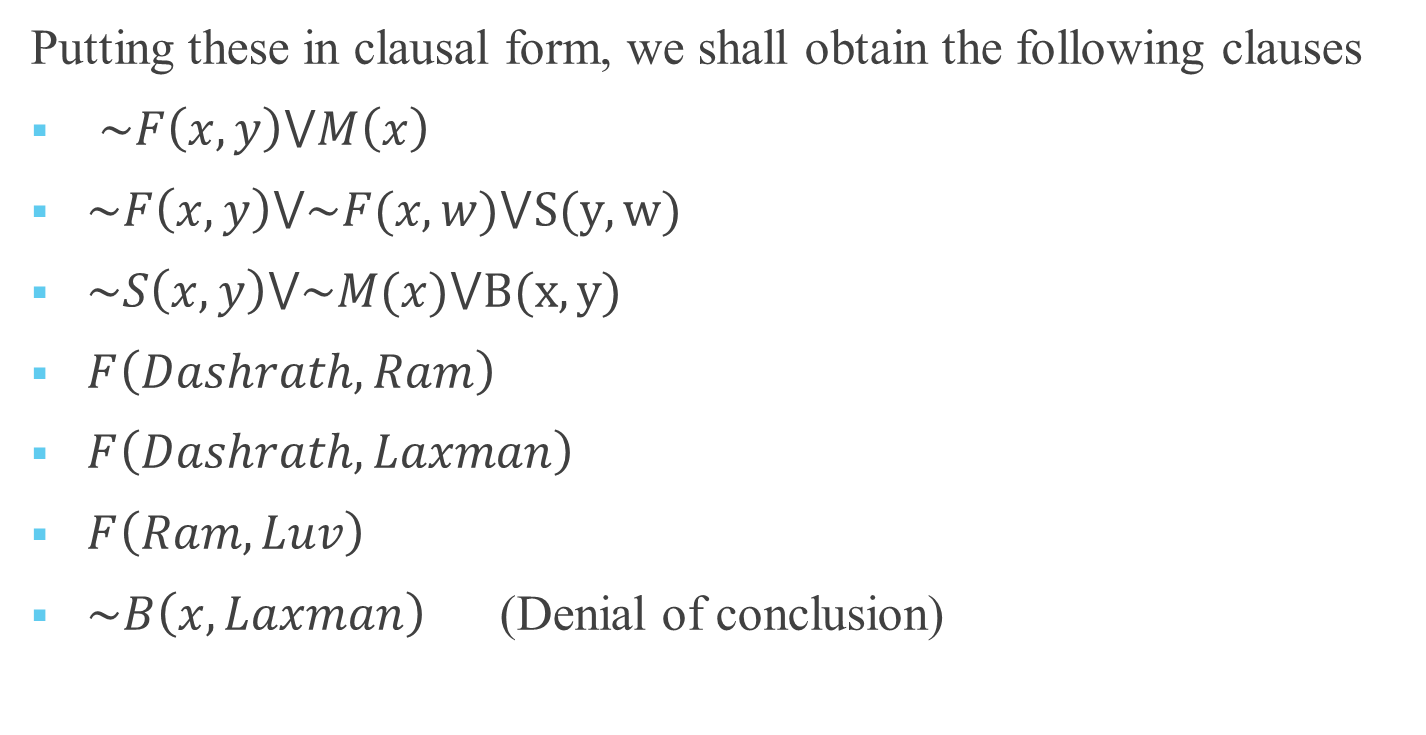 Putting these in clausal form, we shall obtain the following clauses
▪ ~F(x, y)∨M(x)
▪ ~F(x, y)∨~F(x, w)∨S(y, w)
▪ ~S(x, y)∨~M(x)∨B(x, y)
▪ F(Dashrath, Ram)
▪ F(Dashrath, Laxman)
▪ F(Ram, Luv)
▪ ~B(x, Laxman) (Denial of conclusion)